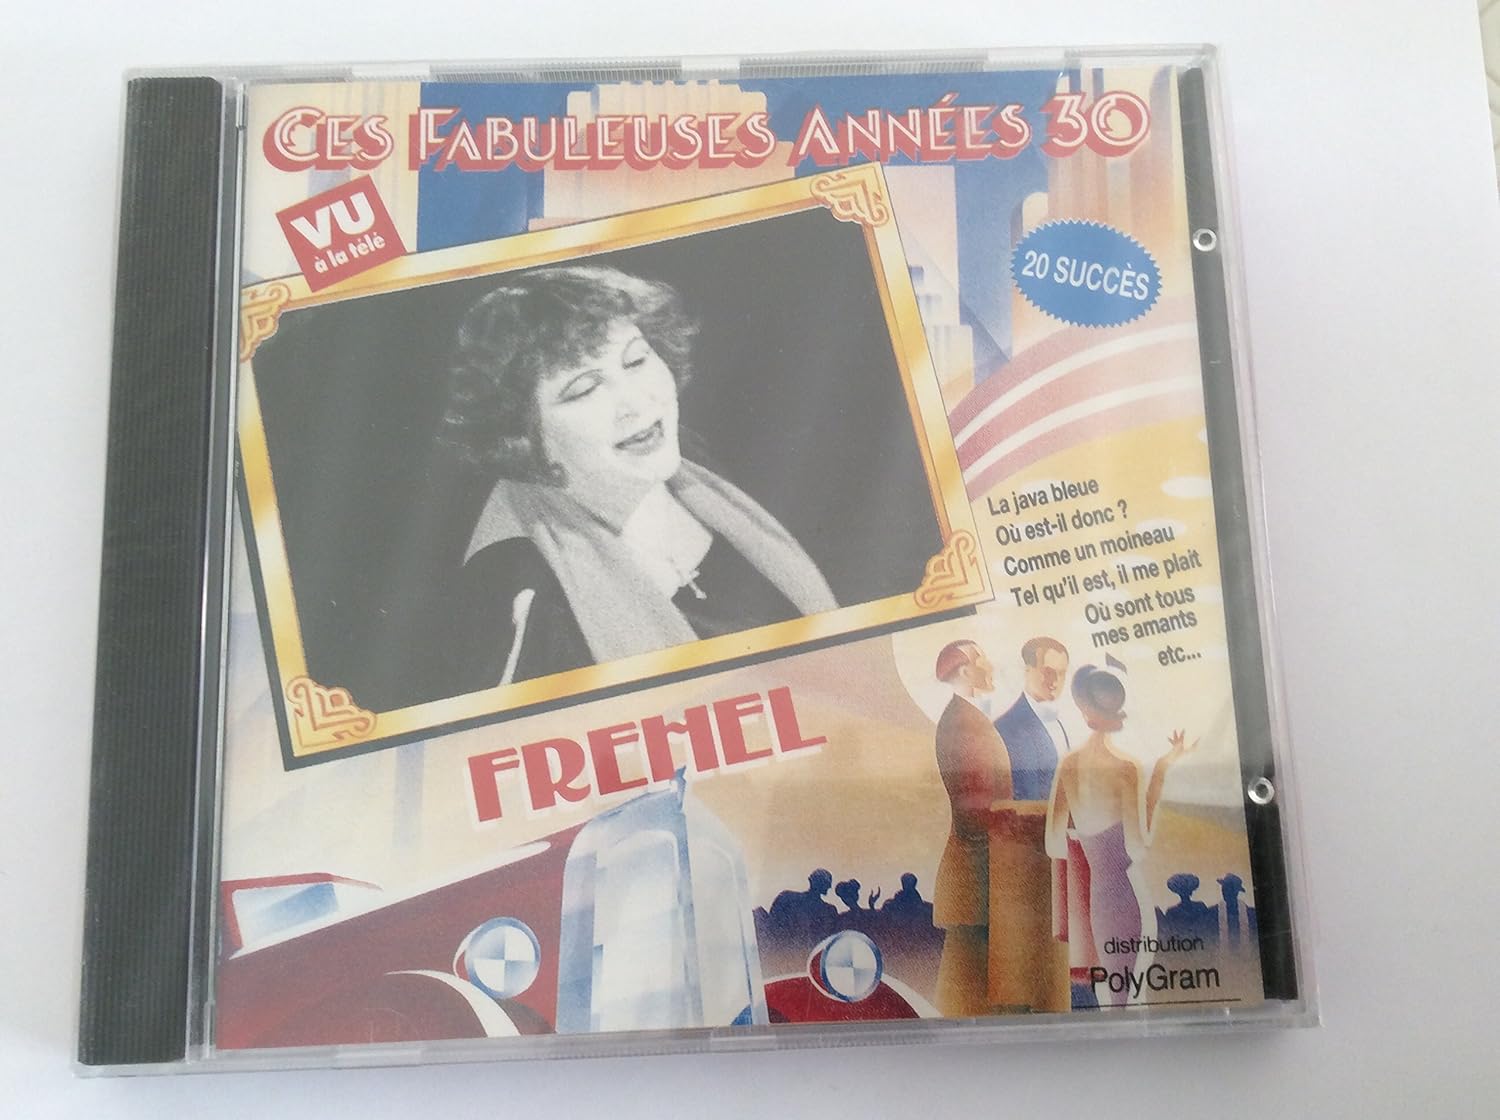 CES FABULEUSES ANNÉES 30
VU
à la télé
20 SUCCÈS
La java bleue
Où est-il donc ?
Comme un moineau
Tel qu'il est, il me plait
Où sont tous
mes amants
etc...
FREHEL
distribution
PolyGram